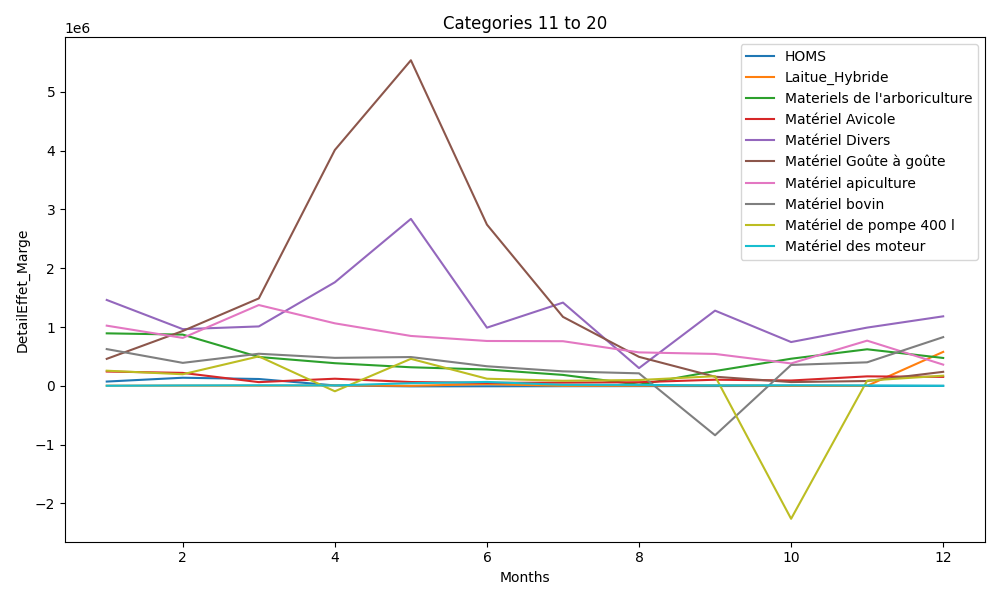 Categories 11 to 20
1e6
HOMS
Laitue_Hybride
Materiels de l'arboriculture
Matériel Avicole
Matériel Divers
Matériel Goûte à goûte
Matériel apiculture
Matériel bovin
Matériel de pompe 400 l
Matériel des moteur
DetailEffet_Marge
5
4
3
2
1
0
−1
−2
2
4
6
8
10
12
Months